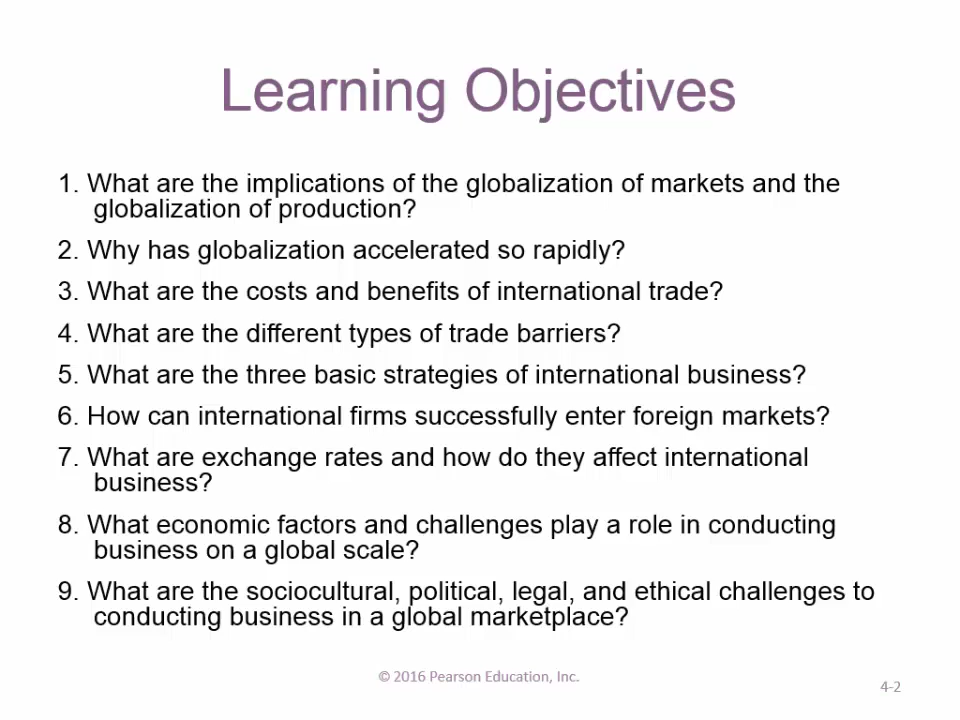 Learning Objectives
1. What are the implications of the globalization of markets and the
globalization of production?
2. Why has globalization accelerated so rapidly?
3. What are the costs and benefits of international trade?
4. What are the different types of trade barriers?
5. What are the three basic strategies of international business?
6. How can international firms successfully enter foreign markets?
7. What are exchange rates and how do they affect international
business?
8. What economic factors and challenges play a role in conducting
business on a global scale?
9. What are the sociocultural, political, legal, and ethical challenges to
conducting business in a global marketplace?
© 2016 Pearson Education, Inc.
4-2